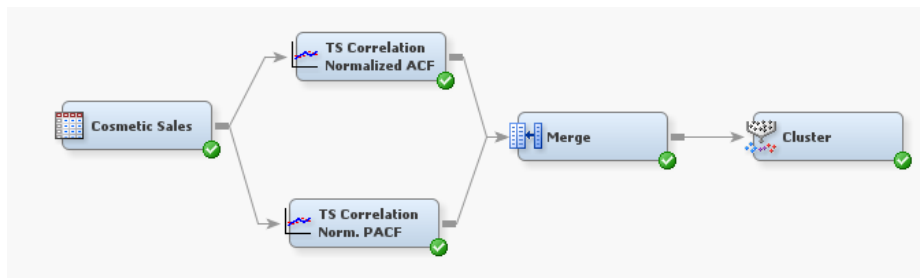 TS Correlation
Normalized ACF
Cosmetic Sales
Merge
Cluster
TS Correlation
Norm. PACF